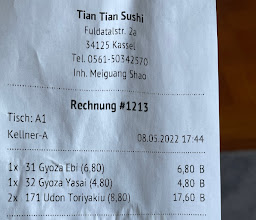 Tian Tian Sushi
Fuldatalstr. 2a
34125 Kassel
Tel. 0561-50342570
Inh. Meiguang Shao
Rechnung #1213
Tisch: A1
Kellner-A 08.05.2022 17:44
1x 31 Gyoza Ebi (6,80) 6,80 B
1x 32 Gyoza Yasai (4,80) 4,80 B
2x 171 Udon Toriyakiu (8,80) 17,60 B